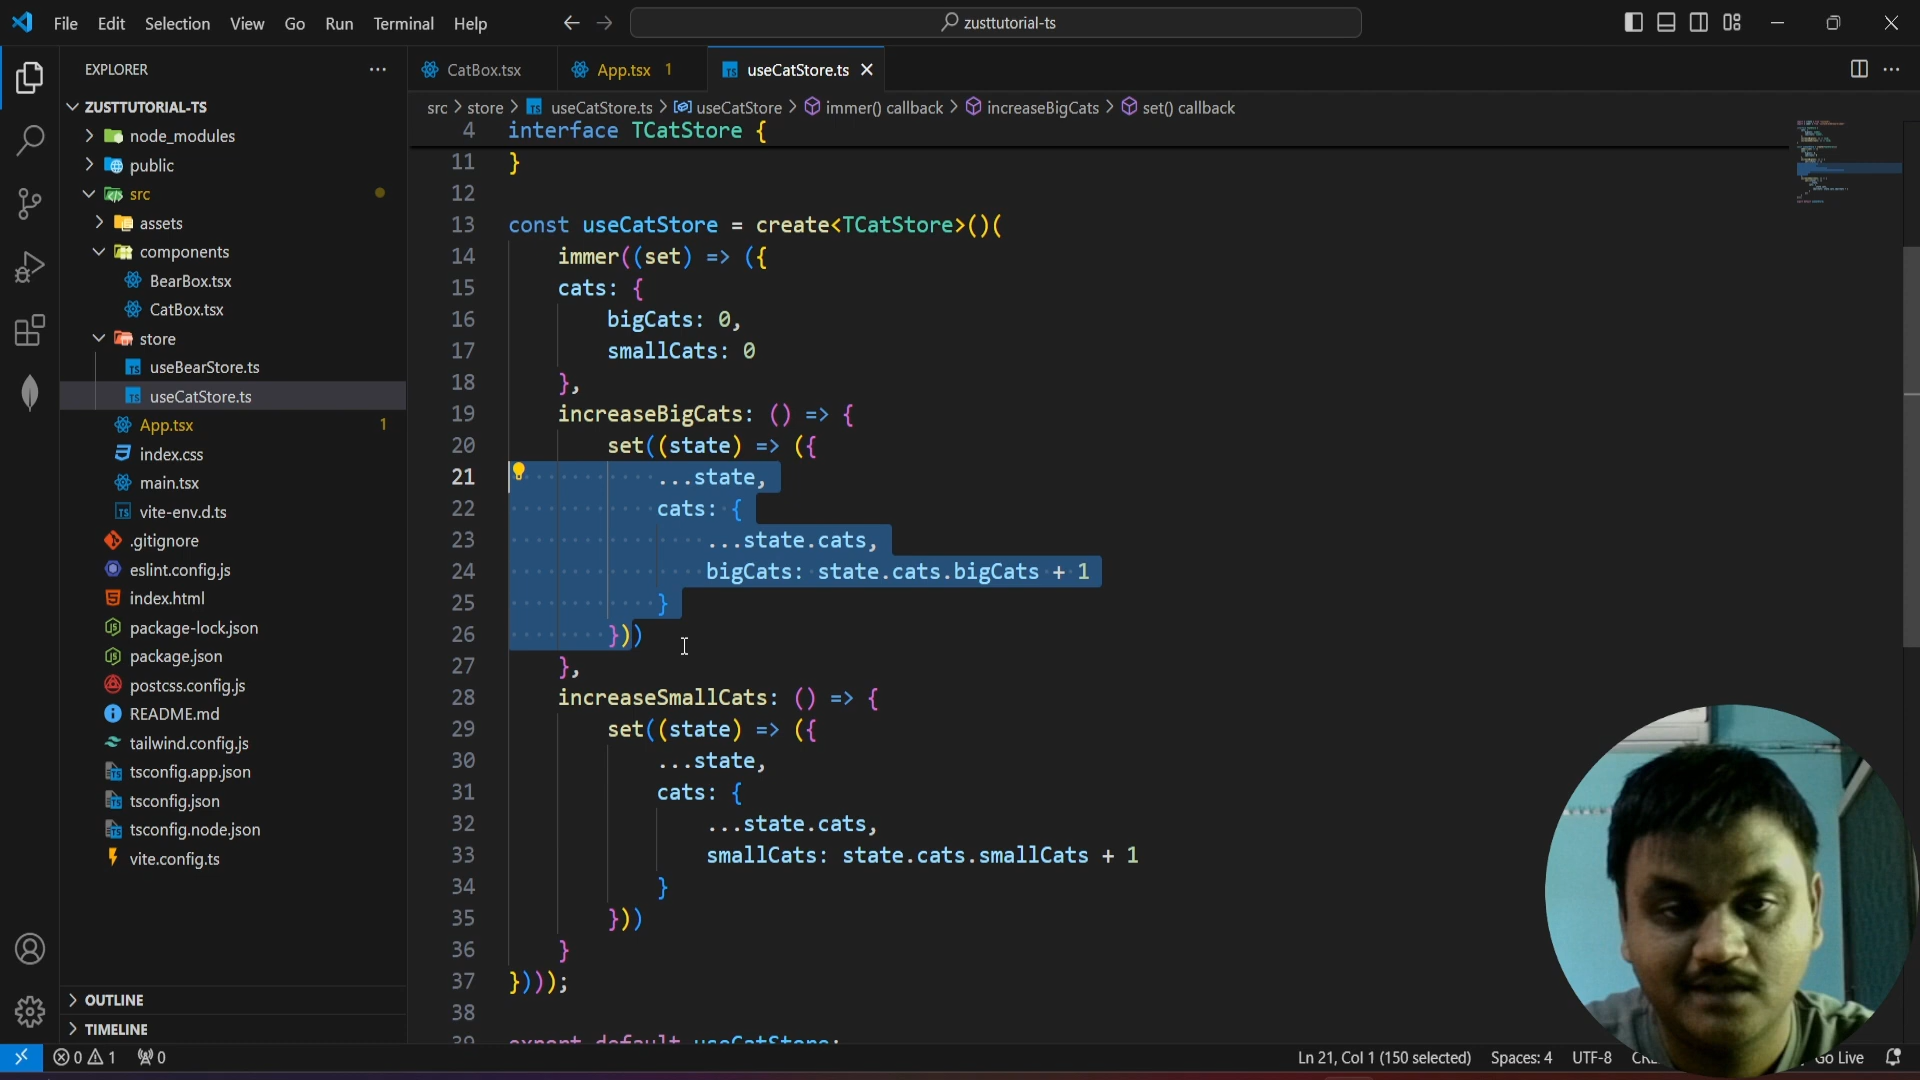 File Edit Selection View Go Run Terminal Help
zusttutorial-ts
EXPLORER
ZUSTTUTORIAL-TS
node_modules
public
src
assets
components
BearBox.tsx
CatBox.tsx
store
useBearStore.ts
useCatStore.ts
App.tsx 1
index.css
main.tsx
vite-env.d.ts
.gitignore
eslint.config.js
index.html
package-lock.json
package.json
postcss.config.js
README.md
tailwind.config.js
tsconfig.app.json
tsconfig.json
tsconfig.node.json
vite.config.ts
OUTLINE
TIMELINE
CatBox.tsx App.tsx 1 useCatStore.ts
src > store > useCatStore.ts > useCatStore > immer() callback > increaseBigCats > set() callback
4 interface TCatStore {
11 }
12
13 const useCatStore = create<TCatStore>()(
14 immer((set) => ({
15 cats: {
16 bigCats: 0,
17 smallCats: 0
18 },
19 increaseBigCats: () => {
20 set((state) => ({
21 ...state,
22 cats: {
23 ...state.cats,
24 bigCats: state.cats.bigCats + 1
25 }
26 }))
27 },
28 increaseSmallCats: () => {
29 set((state) => ({
30 ...state,
31 cats: {
32 ...state.cats,
33 smallCats: state.cats.smallCats + 1
34 }
35 }))
36 }
37 })));
38
39 export default useCatStore;
0 1 0 Ln 21, Col 1 (150 selected) Spaces: 4 UTF-8 Go Live